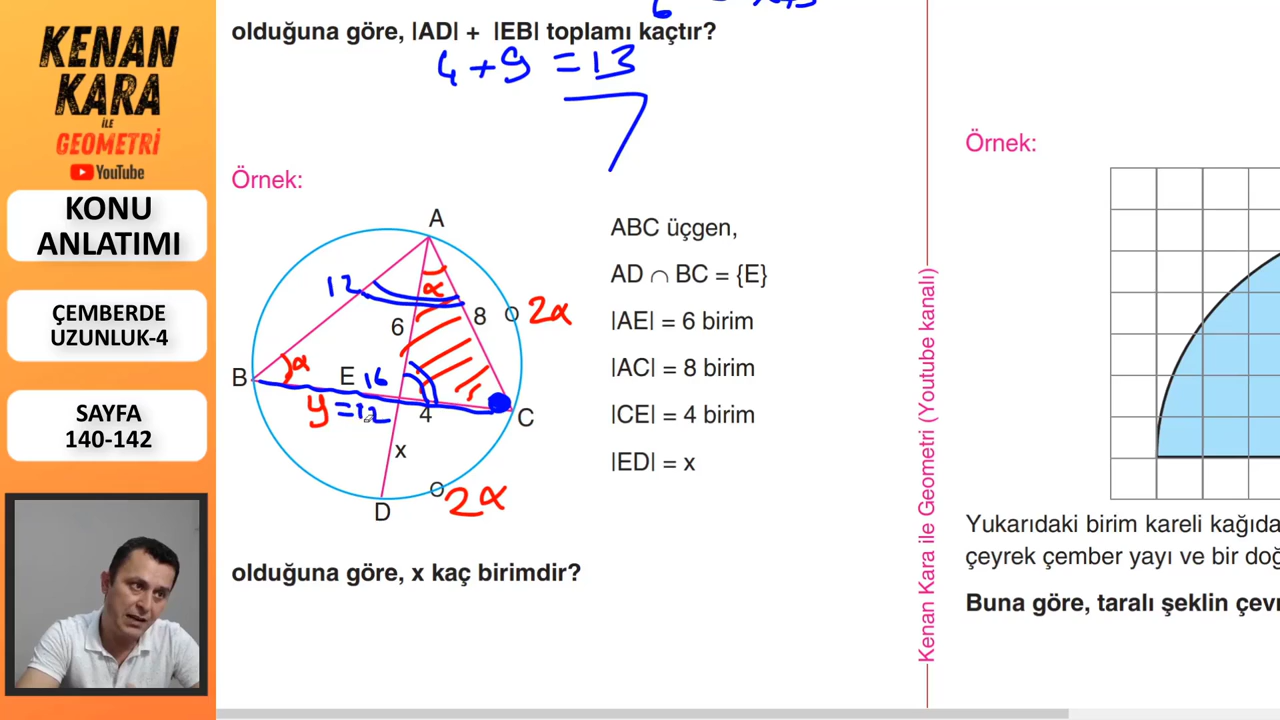 KENAN
KARA
İLE
GEOMETRİ
YouTube
KONU
ANLATIMI
ÇEMBERDE
UZUNLUK-4
SAYFA
140-142
6
olduğuna göre, |AD| + |EB| toplamı kaçtır?
4 + 9 = 13
Örnek:
A
12
α
6
8
2α
B
α
E
16
y = 12
4
C
x
D
2α
ABC üçgen,
AD ∩ BC = {E}
|AE| = 6 birim
|AC| = 8 birim
|CE| = 4 birim
|ED| = x
olduğuna göre, x kaç birimdir?
Kenan Kara ile Geometri (Youtube kanalı)
Örnek:
Yukarıdaki birim kareli kağıda
çeyrek çember yayı ve bir doğ
Buna göre, taralı şeklin çevr